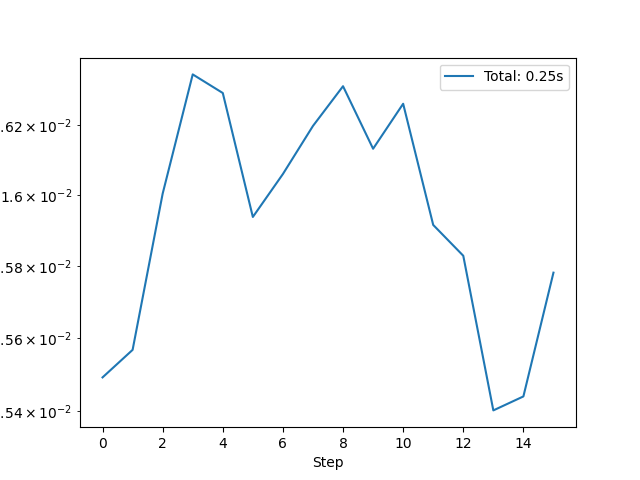 Total: 0.25s
.62 × 10⁻²
1.6 × 10⁻²
.58 × 10⁻²
.56 × 10⁻²
.54 × 10⁻²
0 2 4 6 8 10 12 14
Step